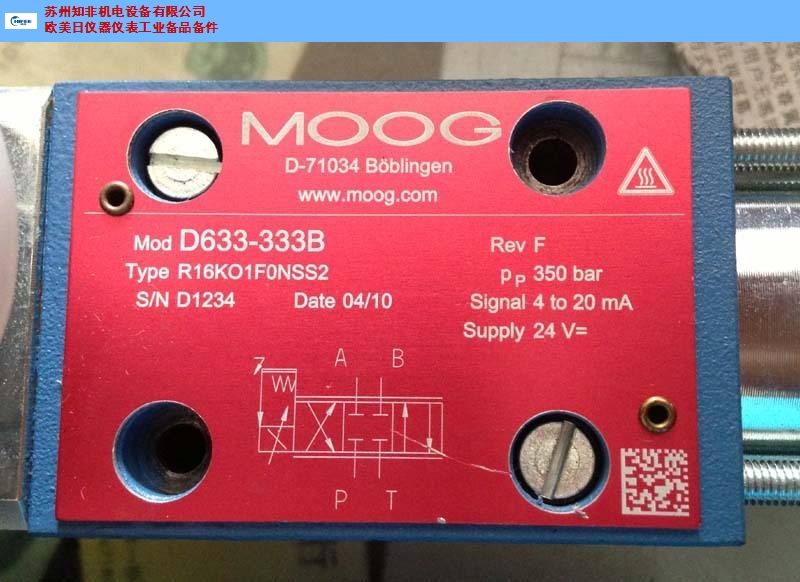 苏州知非机电设备有限公司
欧美日仪器仪表工业备品备件
MOOG
D-71034 Böblingen
www.moog.com
Mod D633-333B
Rev F
Type R16KO1F0NSS2
pP 350 bar
S/N D1234 Date 04/10
Signal 4 to 20 mA
Supply 24 V=
A B
P T